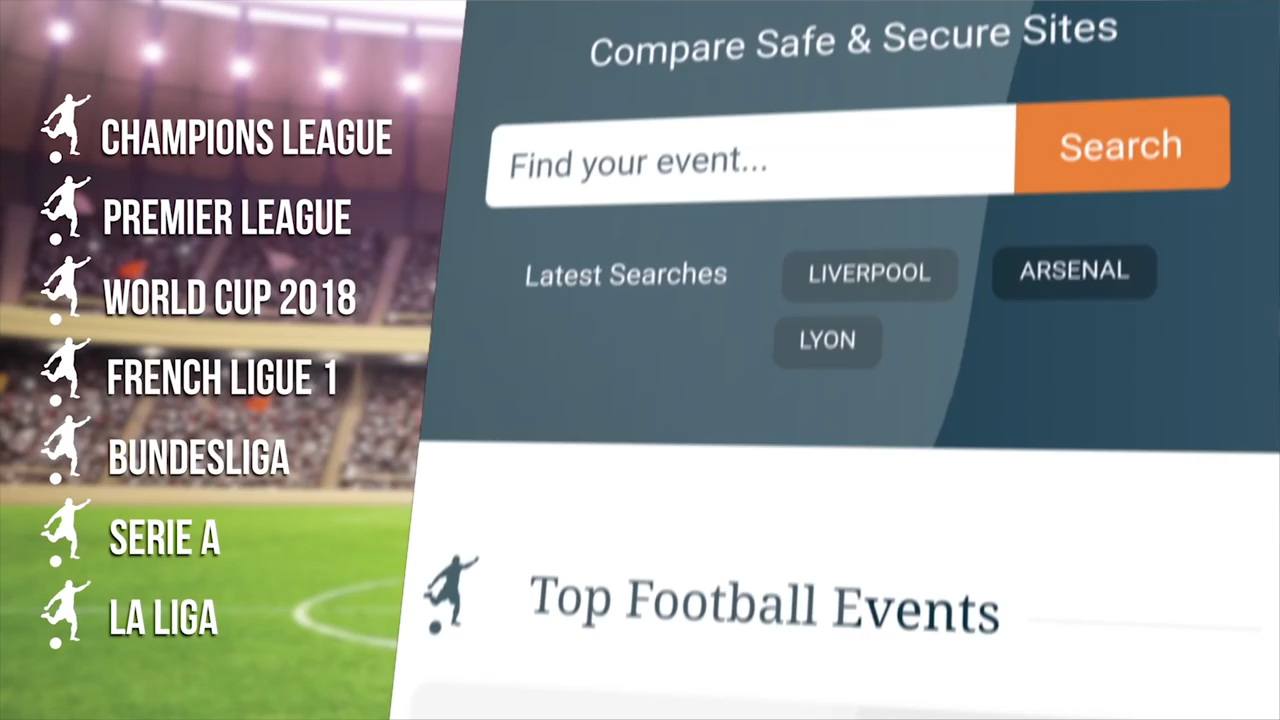 CHAMPIONS LEAGUE
PREMIER LEAGUE
WORLD CUP 2018
FRENCH LIGUE 1
BUNDESLIGA
SERIE A
LA LIGA
Compare Safe & Secure Sites
Find your event...
Search
Latest Searches
LIVERPOOL
ARSENAL
LYON
Top Football Events